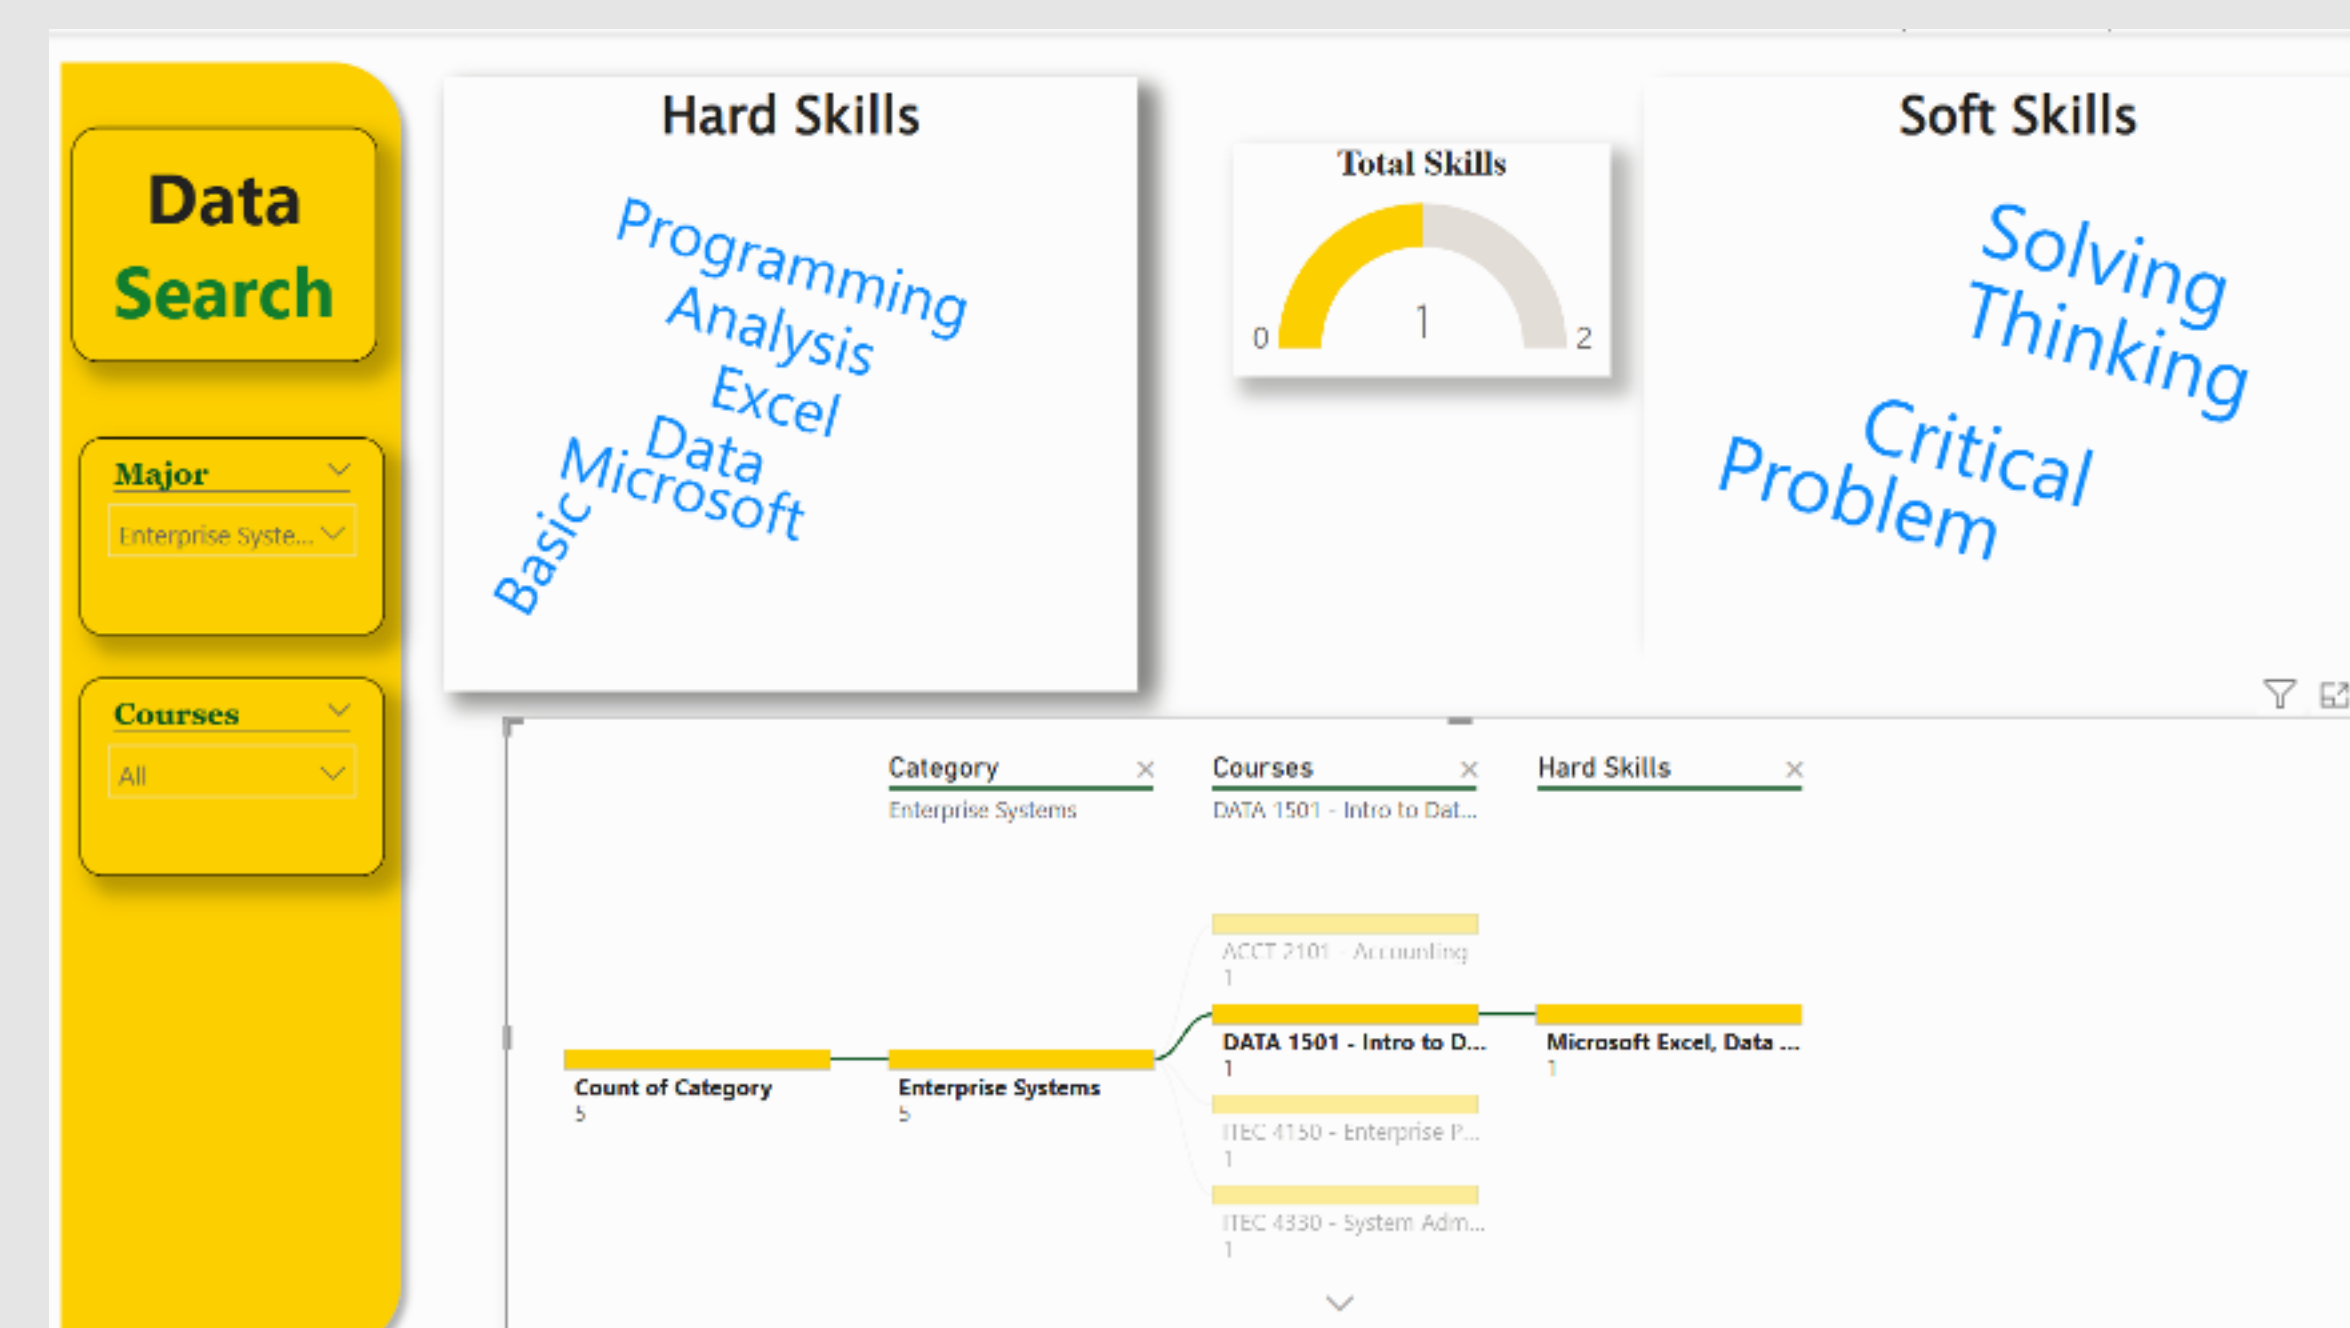 Data
Search
Major
Enterprise Syste...
Courses
All
Hard Skills
Programming
Analysis
Excel
Data
Microsoft
Basic
Total Skills
0
1
2
Soft Skills
Solving
Thinking
Critical
Problem
Category
Enterprise Systems
Courses
DATA 1501 - Intro to Dat...
Hard Skills
Count of Category
5
Enterprise Systems
5
ACCT 2101 - Accounting
1
DATA 1501 - Intro to D...
1
ITEC 4150 - Enterprise P...
1
ITEC 4330 - System Adm...
1
Microsoft Excel, Data ...
1